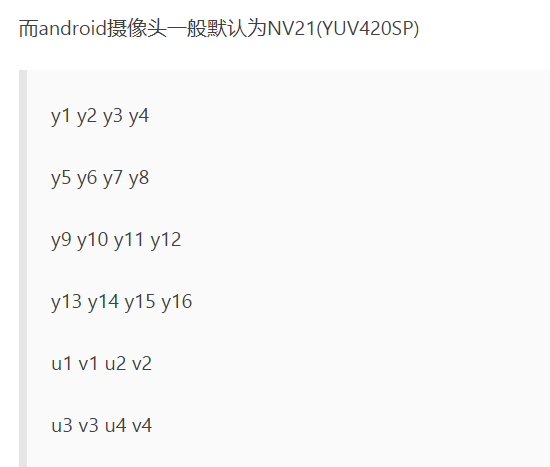 而android摄像头一般默认为NV21(YUV420SP)
y1 y2 y3 y4
y5 y6 y7 y8
y9 y10 y11 y12
y13 y14 y15 y16
u1 v1 u2 v2
u3 v3 u4 v4